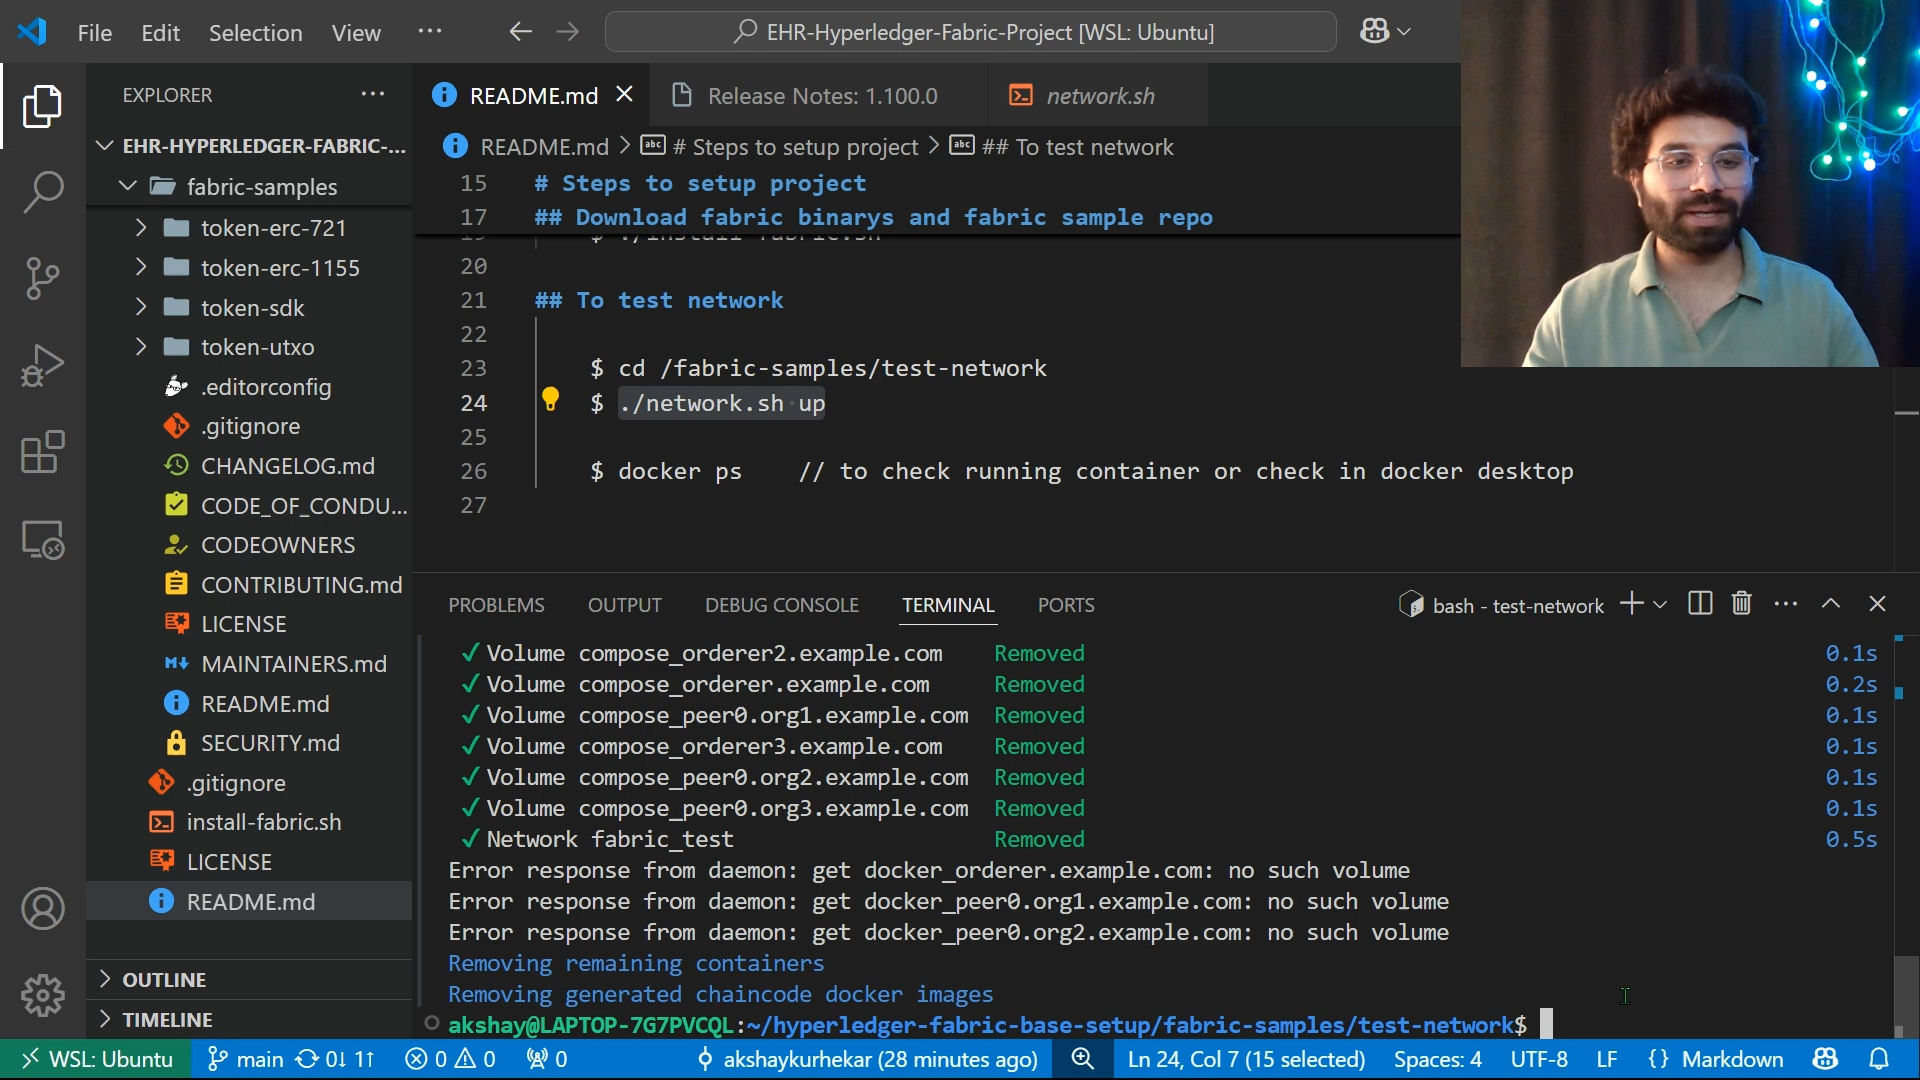 File Edit Selection View ··· EHR-Hyperledger-Fabric-Project [WSL: Ubuntu]
EXPLORER
EHR-HYPERLEDGER-FABRIC-...
fabric-samples
token-erc-721
token-erc-1155
token-sdk
token-utxo
.editorconfig
.gitignore
CHANGELOG.md
CODE_OF_CONDU...
CODEOWNERS
CONTRIBUTING.md
LICENSE
MAINTAINERS.md
README.md
SECURITY.md
.gitignore
install-fabric.sh
LICENSE
README.md
OUTLINE
TIMELINE
README.md Release Notes: 1.100.0 network.sh
README.md > # Steps to setup project > ## To test network
15 # Steps to setup project
17 ## Download fabric binarys and fabric sample repo
19 $ ./install-fabric.sh
20
21 ## To test network
22
23 $ cd /fabric-samples/test-network
24 $ ./network.sh up
25
26 $ docker ps // to check running container or check in docker desktop
27
PROBLEMS OUTPUT DEBUG CONSOLE TERMINAL PORTS bash - test-network
✓ Volume compose_orderer2.example.com Removed 0.1s
✓ Volume compose_orderer.example.com Removed 0.2s
✓ Volume compose_peer0.org1.example.com Removed 0.1s
✓ Volume compose_orderer3.example.com Removed 0.1s
✓ Volume compose_peer0.org2.example.com Removed 0.1s
✓ Volume compose_peer0.org3.example.com Removed 0.1s
✓ Network fabric_test Removed 0.5s
Error response from daemon: get docker_orderer.example.com: no such volume
Error response from daemon: get docker_peer0.org1.example.com: no such volume
Error response from daemon: get docker_peer0.org2.example.com: no such volume
Removing remaining containers
Removing generated chaincode docker images
akshay@LAPTOP-7G7PVCQL:~/hyperledger-fabric-base-setup/fabric-samples/test-network$
WSL: Ubuntu main 0↓ 1↑ 0 0 0 akshaykurhekar (28 minutes ago) Ln 24, Col 7 (15 selected) Spaces: 4 UTF-8 LF {} Markdown